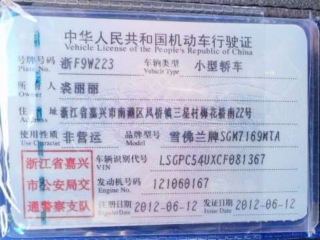 中华人民共和国机动车行驶证
Vehicle License of the People's Republic of China
号牌号码 浙F9W223 车辆类型 小型轿车
Plate No. Vehicle Type
所有人 裘丽丽
Owner
住址 浙江省嘉兴市南湖区凤桥镇三星村梅花桥南22号
Address
使用性质 非营运 品牌型号 雪佛兰牌SGM7169MTA
Use Character Model
浙江省嘉兴
市公安局交
通警察支队
车辆识别代号 LSGPC54UXCF081367
VIN
发动机号码 121060167
Engine No.
注册日期 2012-06-12 发证日期 2012-06-12
Register Date Issue Date